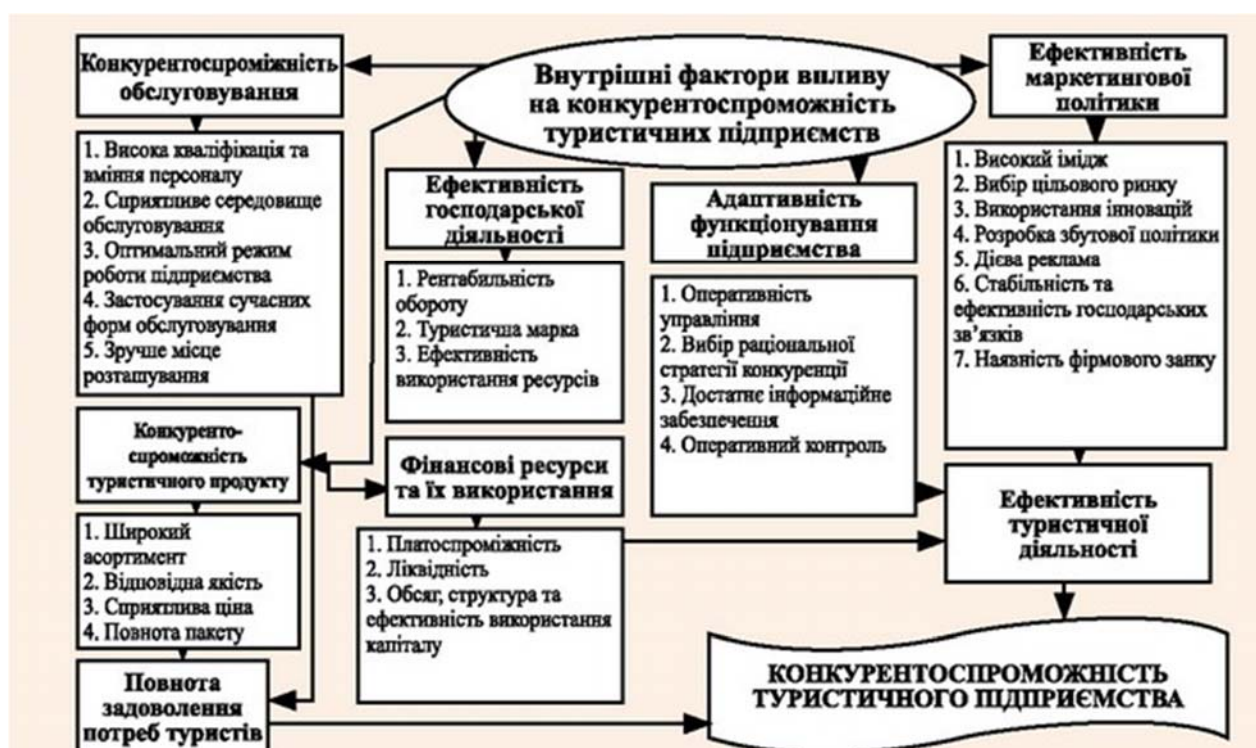 Конкурентоспроміжність
обслуговування
1. Висока кваліфікація та
вміння персоналу
2. Сприятливе середовище
обслуговування
3. Оптимальний режим
роботи підприємства
4. Застосування сучасних
форм обслуговування
5. Зручне місце
розташування
Внутрішні фактори впливу
на конкурентоспроможність
туристичних підприємств
Ефективність
маркетингової
політики
1. Високий імідж
2. Вибір цільового ринку
3. Використання інновацій
4. Розробка збутової політики
5. Дієва реклама
6. Стабільність та
ефективність господарських
зв’язків
7. Наявність фірмового занку
Ефективність
господарської
діяльності
1. Рентабильність
обороту
2. Туристична марка
3. Ефективність
використання ресурсів
Адаптивність
функціонування
підприємства
1. Оперативність
управління
2. Вибір раціональної
стратегії конкуренції
3. Достатнє інформаційне
забезпечення
4. Оперативний контроль
Конкуренто-
спроможність
туристичного продукту
1. Широкий
асортимент
2. Відповідна якість
3. Сприятлива ціна
4. Повнота пакету
Фінансові ресурси
та їх використання
1. Платоспроміжність
2. Ліквідність
3. Обсяг, структура та
ефективність використання
капіталу
Ефективність
туристичної
діяльності
Повнота
задоволення
потреб туристів
КОНКУРЕНТОСПРОМОЖНІСТЬ
ТУРИСТИЧНОГО ПІДПРИЄМСТВА